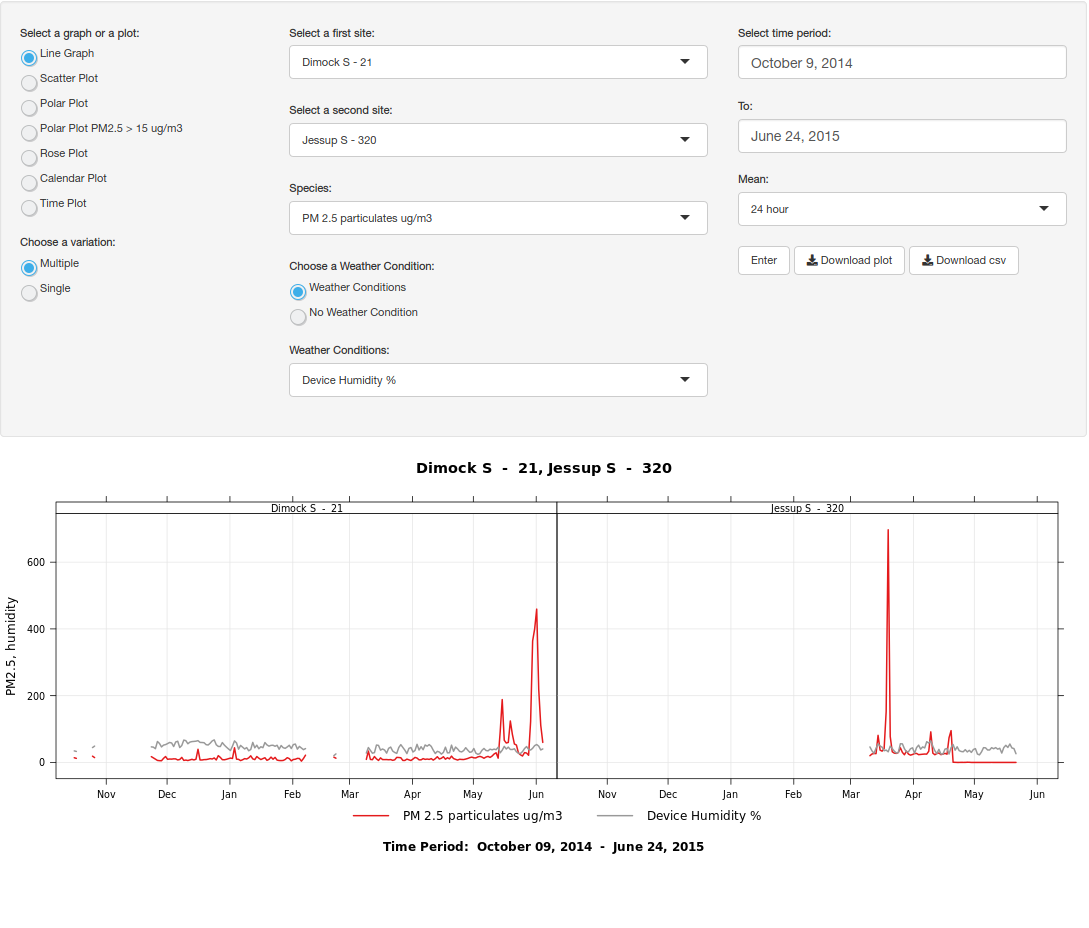 Select a graph or a plot:
Line Graph
Scatter Plot
Polar Plot
Polar Plot PM2.5 > 15 ug/m3
Rose Plot
Calendar Plot
Time Plot
Choose a variation:
Multiple
Single
Select a first site:
Dimock S - 21
Select a second site:
Jessup S - 320
Species:
PM 2.5 particulates ug/m3
Choose a Weather Condition:
Weather Conditions
No Weather Condition
Weather Conditions:
Device Humidity %
Select time period:
October 9, 2014
To:
June 24, 2015
Mean:
24 hour
Enter Download plot Download csv
Dimock S - 21, Jessup S - 320
Dimock S - 21 Jessup S - 320
PM2.5, humidity
600
400
200
0
Nov Dec Jan Feb Mar Apr May Jun Nov Dec Jan Feb Mar Apr May Jun
PM 2.5 particulates ug/m3 Device Humidity %
Time Period: October 09, 2014 - June 24, 2015